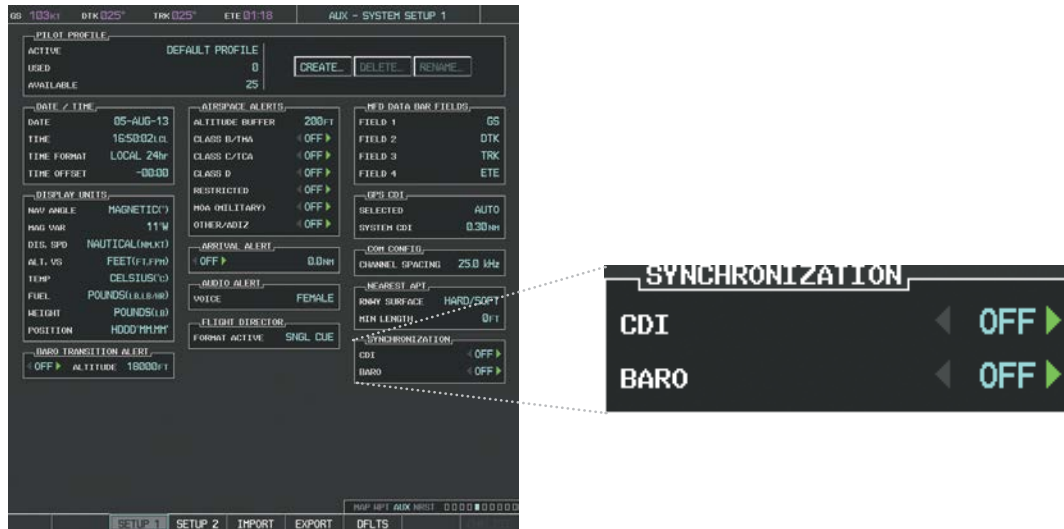 GS 103KT DTK 025° TRK 025° ETE 01:18 AUX - SYSTEM SETUP 1
PILOT PROFILE
ACTIVE DEFAULT PROFILE
USED 0
AVAILABLE 25
CREATE… DELETE… RENAME…
DATE / TIME
DATE 05-AUG-13
TIME 16:50:02LCL
TIME FORMAT LOCAL 24hr
TIME OFFSET -00:00
DISPLAY UNITS
NAV ANGLE MAGNETIC(°)
MAG VAR 11°W
DIS, SPD NAUTICAL(NM,KT)
ALT, VS FEET(FT,FPM)
TEMP CELSIUS(°C)
FUEL POUNDS(LB,LB/HR)
WEIGHT POUNDS(LB)
POSITION HDDD°MM.MM'
BARO TRANSITION ALERT
OFF ALTITUDE 18000FT
AIRSPACE ALERTS
ALTITUDE BUFFER 200FT
CLASS B/TMA OFF
CLASS C/TCA OFF
CLASS D OFF
RESTRICTED OFF
MOA (MILITARY) OFF
OTHER/ADIZ OFF
ARRIVAL ALERT
OFF 0.0NM
AUDIO ALERT
VOICE FEMALE
FLIGHT DIRECTOR
FORMAT ACTIVE SNGL CUE
MFD DATA BAR FIELDS
FIELD 1 GS
FIELD 2 DTK
FIELD 3 TRK
FIELD 4 ETE
GPS CDI
SELECTED AUTO
SYSTEM CDI 0.30NM
COM CONFIG
CHANNEL SPACING 25.0 kHz
NEAREST APT
RNWY SURFACE HARD/SOFT
MIN LENGTH 0FT
SYNCHRONIZATION
CDI OFF
BARO OFF
MAP WPT AUX NRST
SETUP 1 SETUP 2 IMPORT EXPORT DFLTS
SYNCHRONIZATION
CDI OFF
BARO OFF